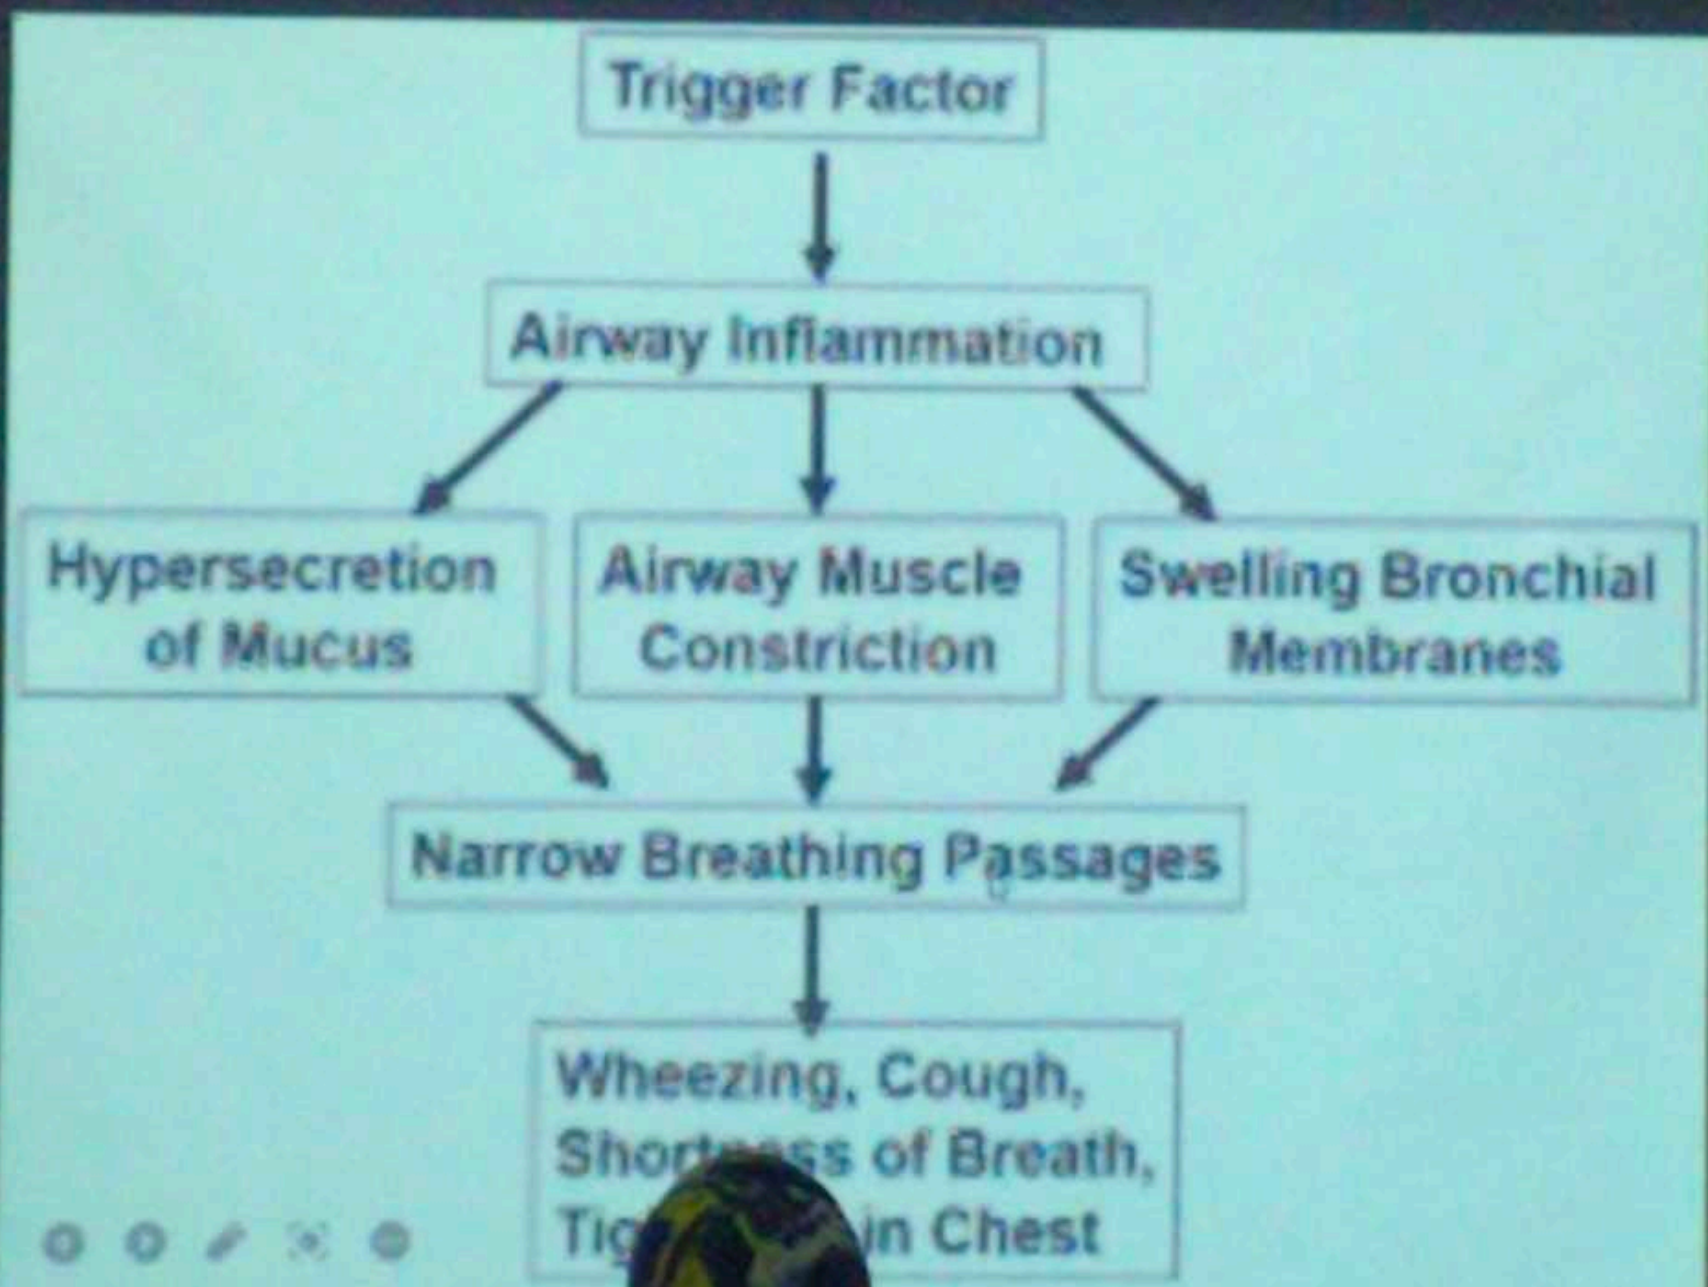 Trigger Factor
Airway Inflammation
Hypersecretion
of Mucus
Airway Muscle
Constriction
Swelling Bronchial
Membranes
Narrow Breathing Passages
Wheezing, Cough,
of Breath,
in Chest